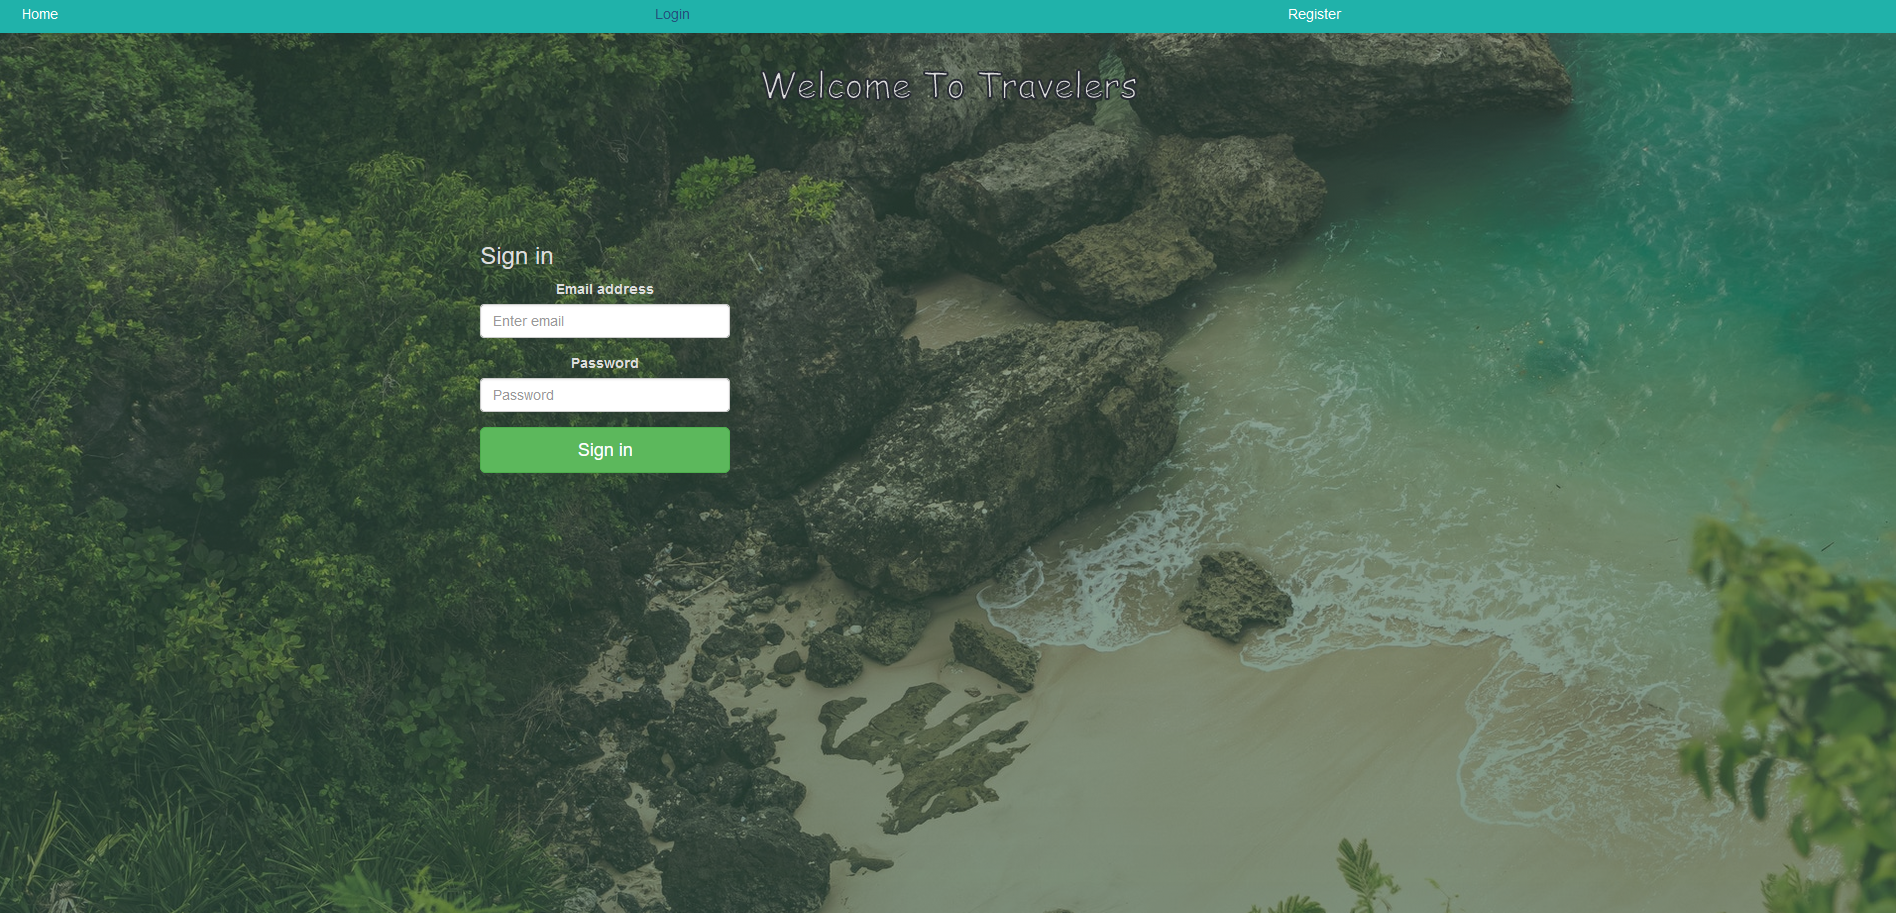 Home Login Register
Welcome To Travelers
Sign in
Email address
Enter email
Password
Password
Sign in